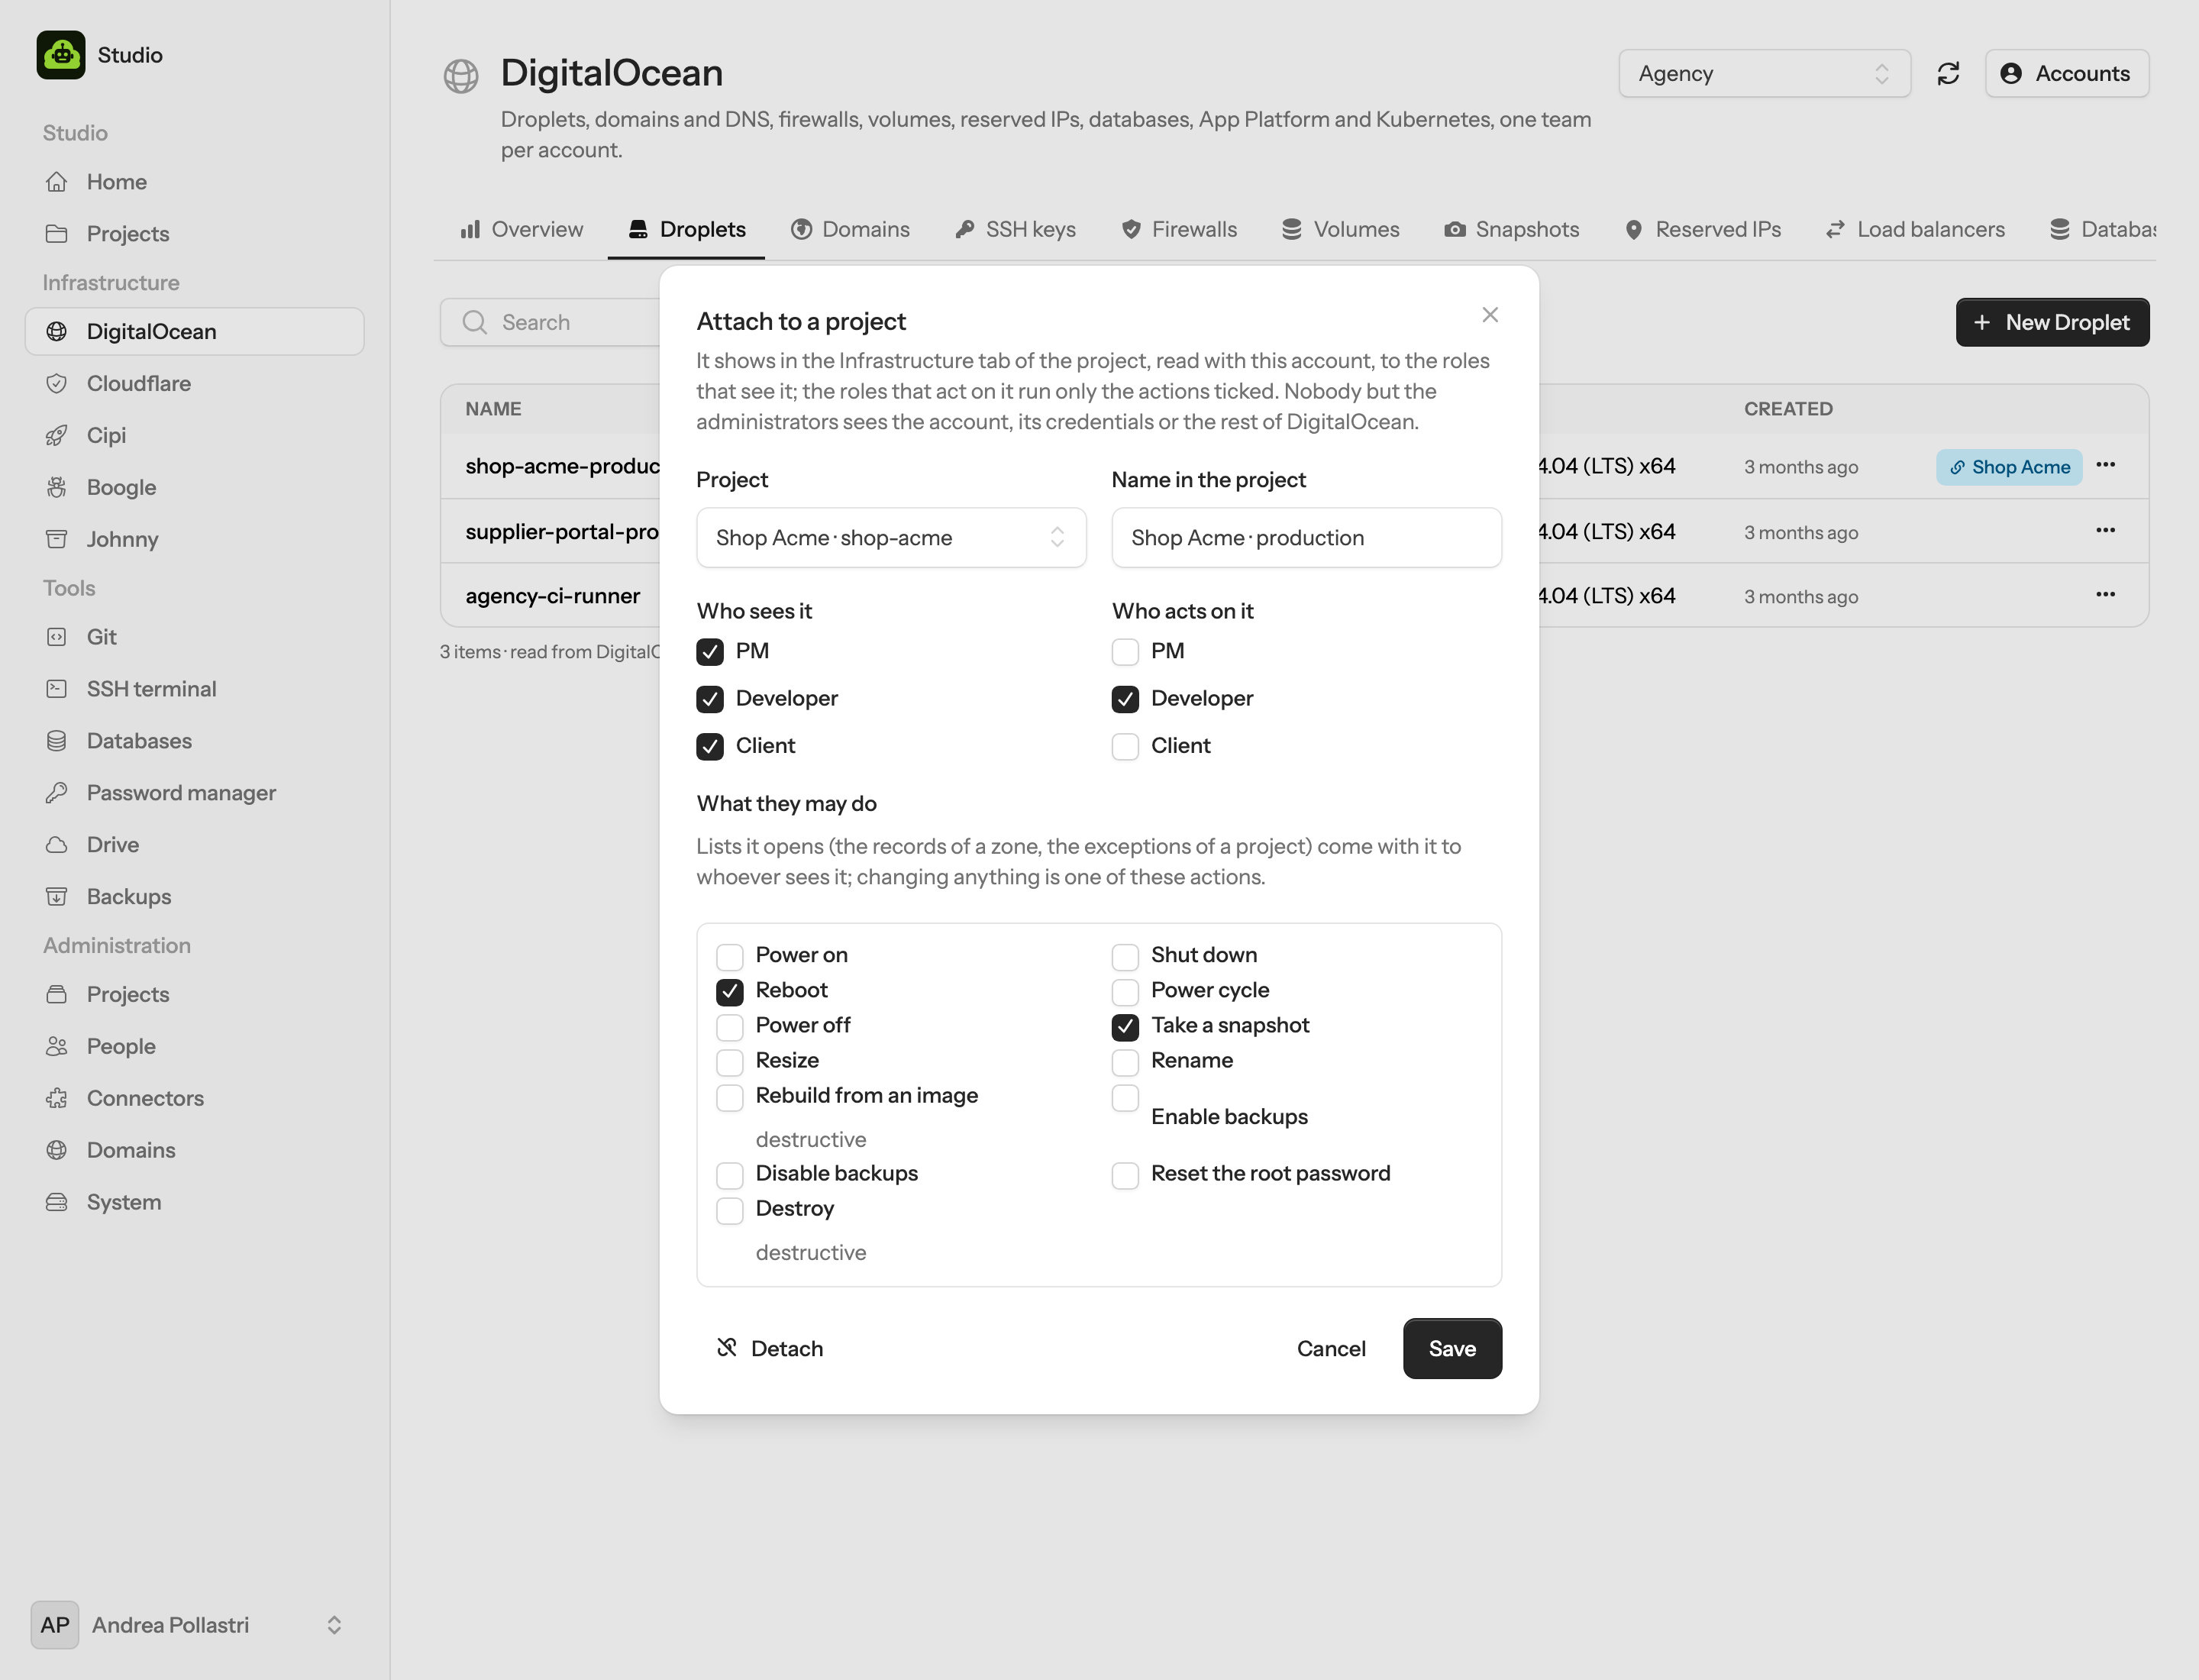 Studio
Studio
Home
Projects
Infrastructure
DigitalOcean
Cloudflare
Cipi
Boogle
Johnny
Tools
Git
SSH terminal
Databases
Password manager
Drive
Backups
Administration
Projects
People
Connectors
Domains
System
AP Andrea Pollastri
DigitalOcean
Droplets, domains and DNS, firewalls, volumes, reserved IPs, databases, App Platform and Kubernetes, one team
per account.
Agency
Accounts
Overview Droplets Domains SSH keys Firewalls Volumes Snapshots Reserved IPs Load balancers Databas
Search
New Droplet
NAME CREATED
shop-acme-produc 4.04 (LTS) x64 3 months ago Shop Acme
supplier-portal-pro 4.04 (LTS) x64 3 months ago
agency-ci-runner 4.04 (LTS) x64 3 months ago
3 items · read from DigitalO
Attach to a project
It shows in the Infrastructure tab of the project, read with this account, to the roles
that see it; the roles that act on it run only the actions ticked. Nobody but the
administrators sees the account, its credentials or the rest of DigitalOcean.
Project Name in the project
Shop Acme · shop-acme Shop Acme · production
Who sees it Who acts on it
PM PM
Developer Developer
Client Client
What they may do
Lists it opens (the records of a zone, the exceptions of a project) come with it to
whoever sees it; changing anything is one of these actions.
Power on Shut down
Reboot Power cycle
Power off Take a snapshot
Resize Rename
Rebuild from an image
Enable backups
destructive
Disable backups Reset the root password
Destroy
destructive
Detach Cancel Save